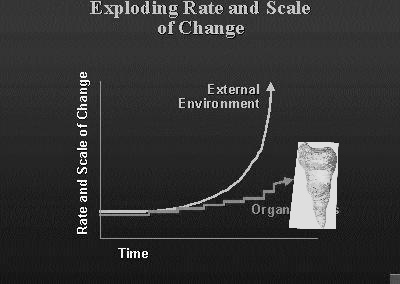 Exploding Rate and Scale
of Change
External
Environment
Rate and Scale of Change
Time